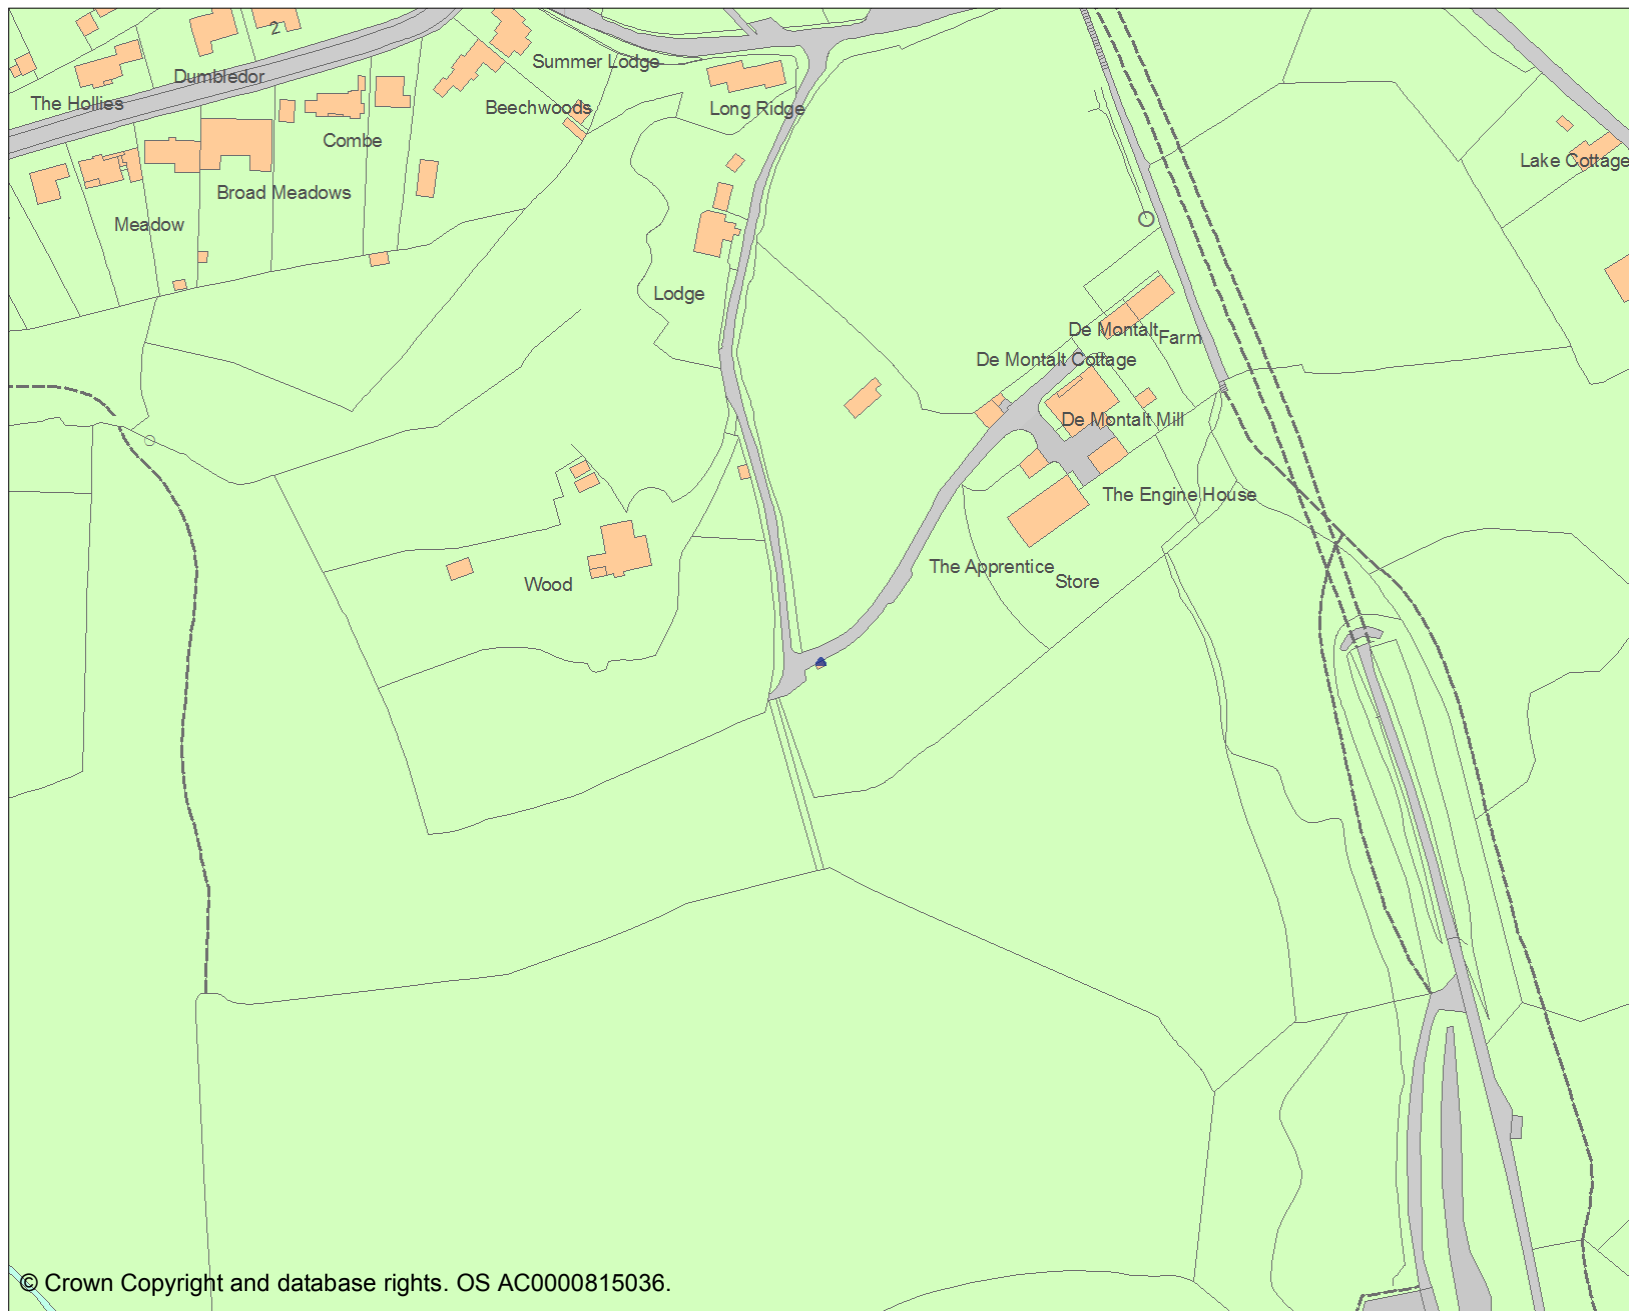 2
Summer Lodge
Dumbledor
The Hollies
Beechwoods
Long Ridge
Combe
Lake Cottage
Broad Meadows
Meadow
Lodge
De Montalt
Farm
De Montalt Cottage
De Montalt Mill
The Engine House
The Apprentice
Store
Wood
© Crown Copyright and database rights. OS AC0000815036.